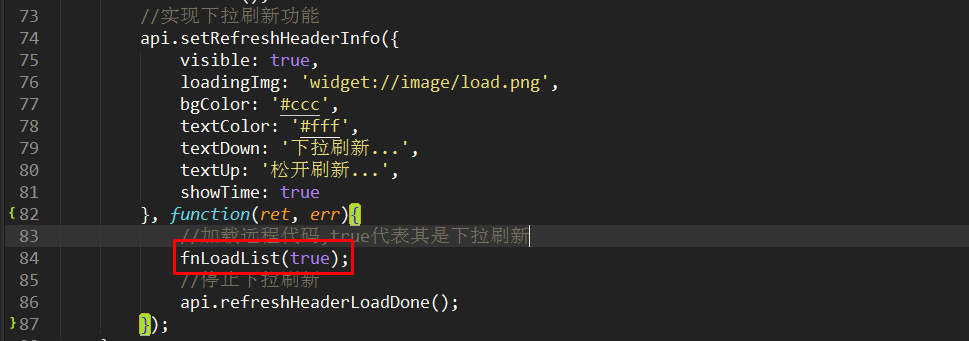 73 //实现下拉刷新功能
74 api.setRefreshHeaderInfo({
75 visible: true,
76 loadingImg: 'widget://image/load.png',
77 bgColor: '#ccc',
78 textColor: '#fff',
79 textDown: '下拉刷新...',
80 textUp: '松开刷新...',
81 showTime: true
{82 }, function(ret, err){
83 //加载远程代码,true代表其是下拉刷新
84 fnLoadList(true);
85 //停止下拉刷新
86 api.refreshHeaderLoadDone();
}87 });